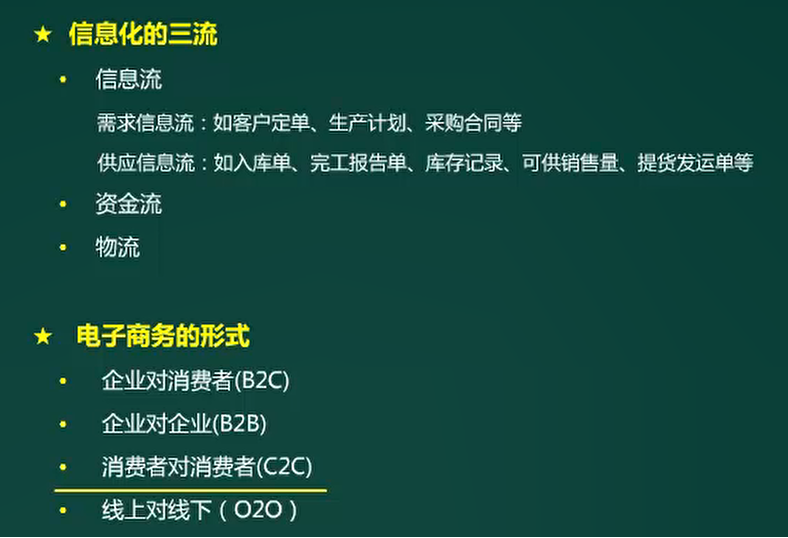 ★ 信息化的三流
• 信息流
需求信息流：如客户定单、生产计划、采购合同等
供应信息流：如入库单、完工报告单、库存记录、可供销售量、提货发运单等
• 资金流
• 物流
★ 电子商务的形式
• 企业对消费者(B2C)
• 企业对企业(B2B)
• 消费者对消费者(C2C)
• 线上对线下（O2O）